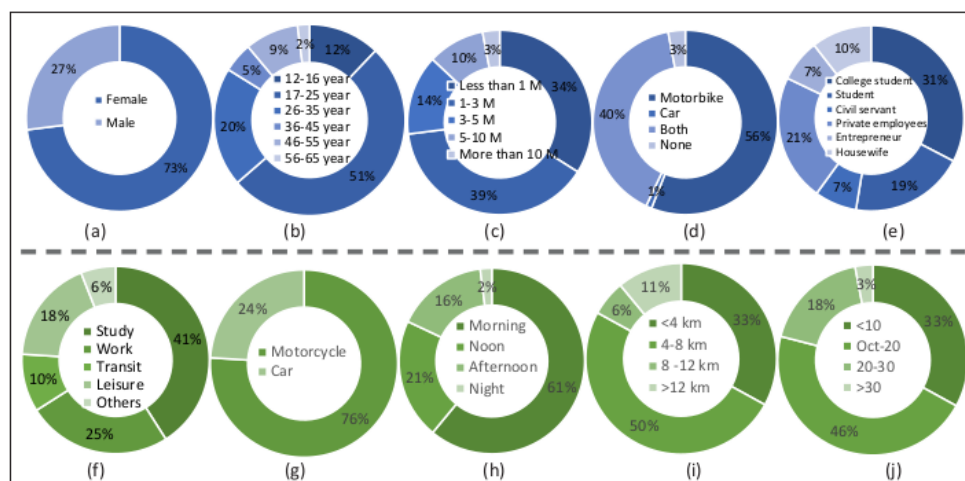 27%
Female
Male
73%
(a)
2%
12%
9%
5%
20%
12-16 year
17-25 year
26-35 year
36-45 year
46-55 year
56-65 year
51%
(b)
3%
10%
34%
14%
Less than 1 M
1-3 M
3-5 M
5-10 M
More than 10 M
39%
(c)
3%
40%
Motorbike
Car
Both
None
56%
1%
(d)
10%
7%
31%
21%
College student
Student
Civil servant
Private employees
Entrepreneur
Housewife
7%
19%
(e)
6%
18%
41%
10%
Study
Work
Transit
Leisure
Others
25%
(f)
24%
Motorcycle
Car
76%
(g)
2%
16%
21%
Morning
Noon
Afternoon
Night
61%
(h)
11%
6%
33%
<4 km
4-8 km
8 -12 km
>12 km
50%
(i)
3%
18%
33%
<10
Oct-20
20-30
>30
46%
(j)